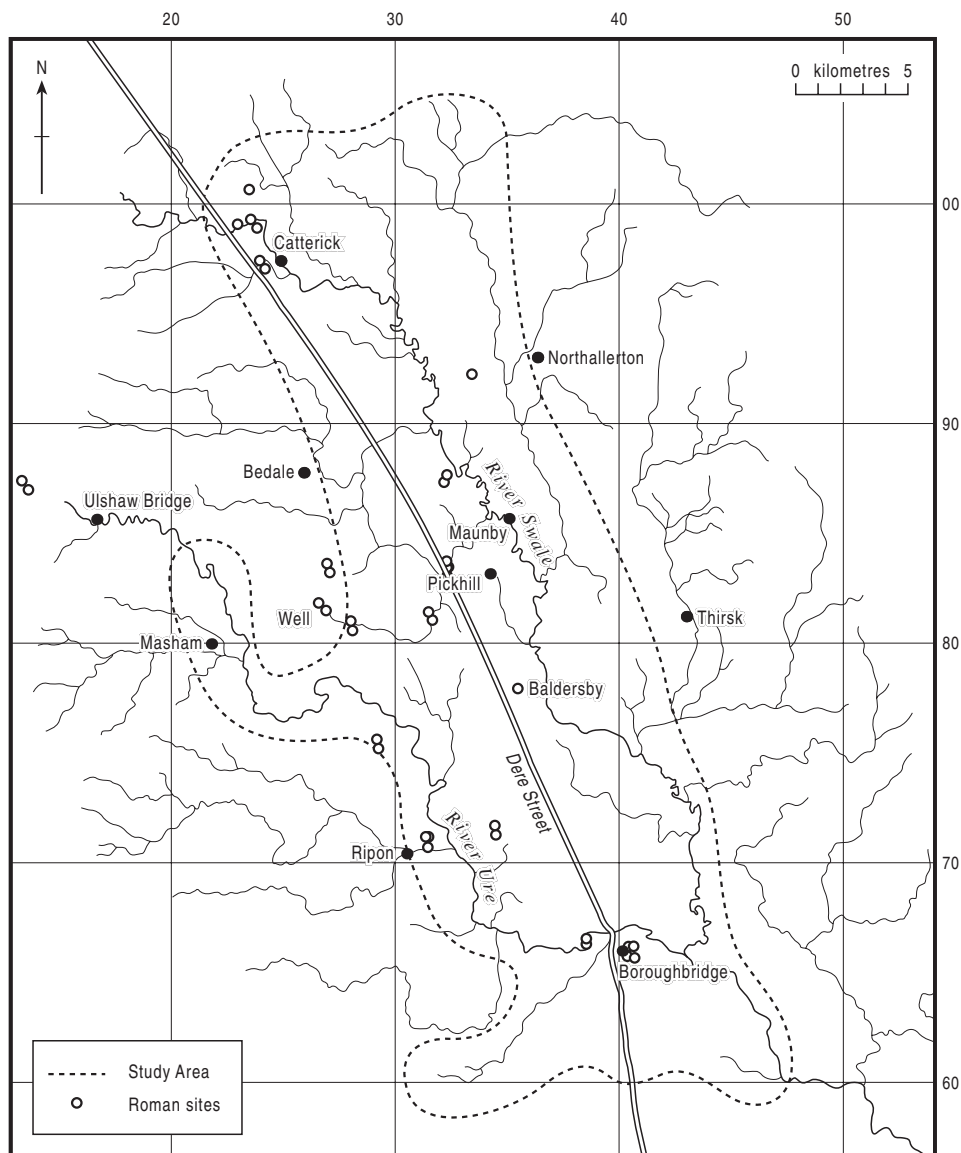 20 30 40 50
N
0 kilometres 5
00
Catterick
Northallerton
90
Bedale
River Swale
Ulshaw Bridge
Maunby
Pickhill
Well
Thirsk
Masham
80
Baldersby
Dere Street
River Ure
Ripon
70
Boroughbridge
Study Area
60
Roman sites